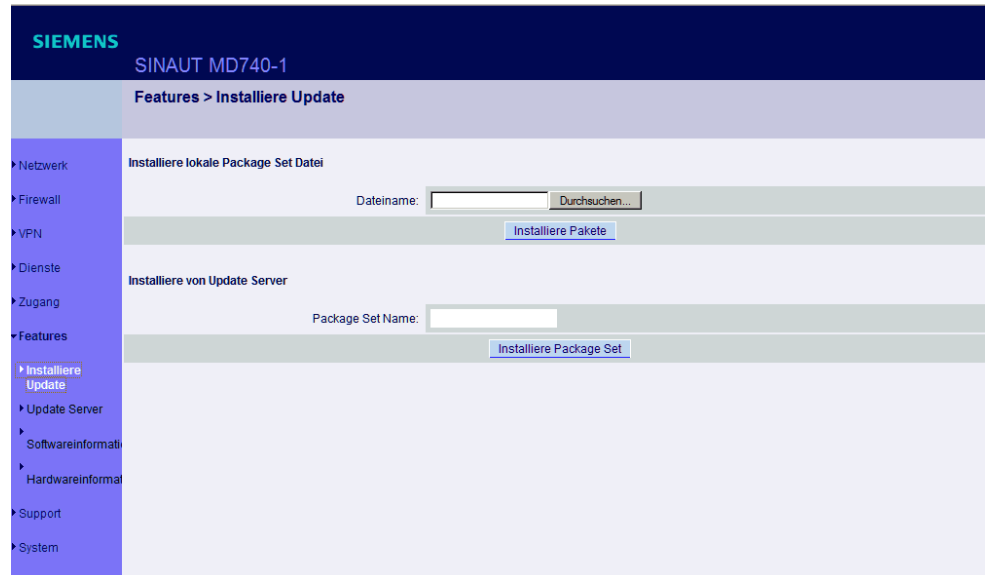 SIEMENS
SINAUT MD740-1
Features > Installiere Update
Netzwerk
Firewall
VPN
Dienste
Zugang
Features
Installiere
Update
Update Server
Softwareinformati
Hardwareinformat
Support
System
Installiere lokale Package Set Datei
Dateiname: Durchsuchen...
Installiere Pakete
Installiere von Update Server
Package Set Name:
Installiere Package Set